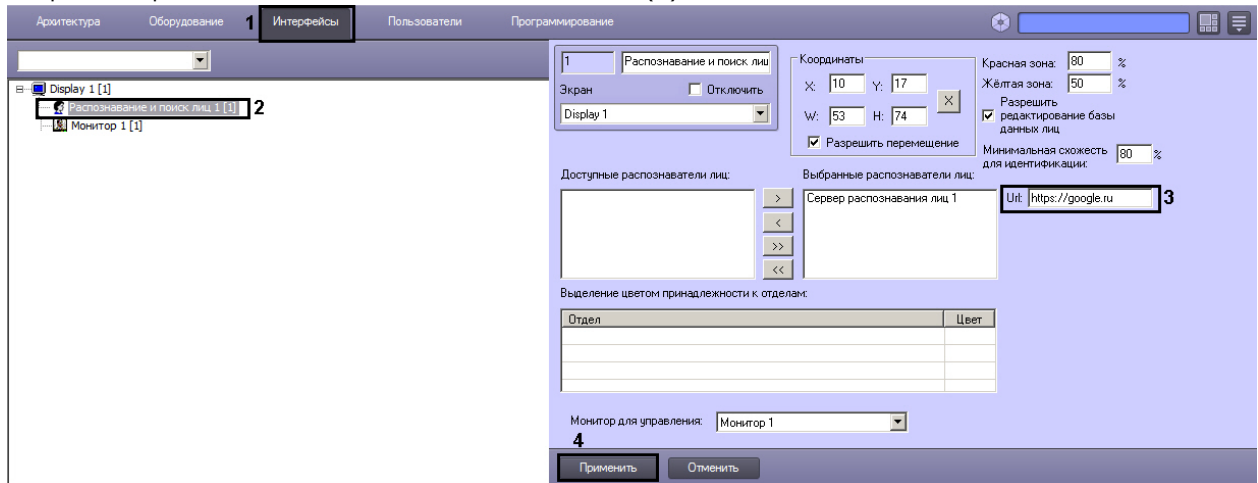 Архитектура Оборудование 1 Интерфейсы Пользователи Программирование
Display 1 [1]
Распознавание и поиск лиц 1 [1] 2
Монитор 1 [1]
1 Распознавание и поиск лиц
Экран Отключить
Display 1
Координаты
X: 10 Y: 17
X
W: 53 H: 74
Разрешить перемещение
Красная зона: 80 %
Жёлтая зона: 50 %
Разрешить
редактирование базы
данных лиц
Минимальная схожесть
для идентификации: 80 %
Доступные распознаватели лиц:
>
<
>>
<<
Выбранные распознаватели лиц:
Сервер распознавания лиц 1
Url: https://google.ru 3
Выделение цветом принадлежности к отделам:
Отдел Цвет
Монитор для управления: Монитор 1
4
Применить Отменить